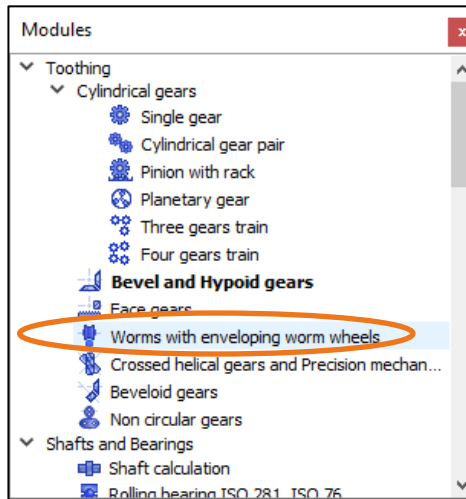 Modules
x
Toothing
Cylindrical gears
Single gear
Cylindrical gear pair
Pinion with rack
Planetary gear
Three gears train
Four gears train
Bevel and Hypoid gears
Face gears
Worms with enveloping worm wheels
Crossed helical gears and Precision mechan...
Beveloid gears
Non circular gears
Shafts and Bearings
Shaft calculation
Rolling bearing ISO 281, ISO 76